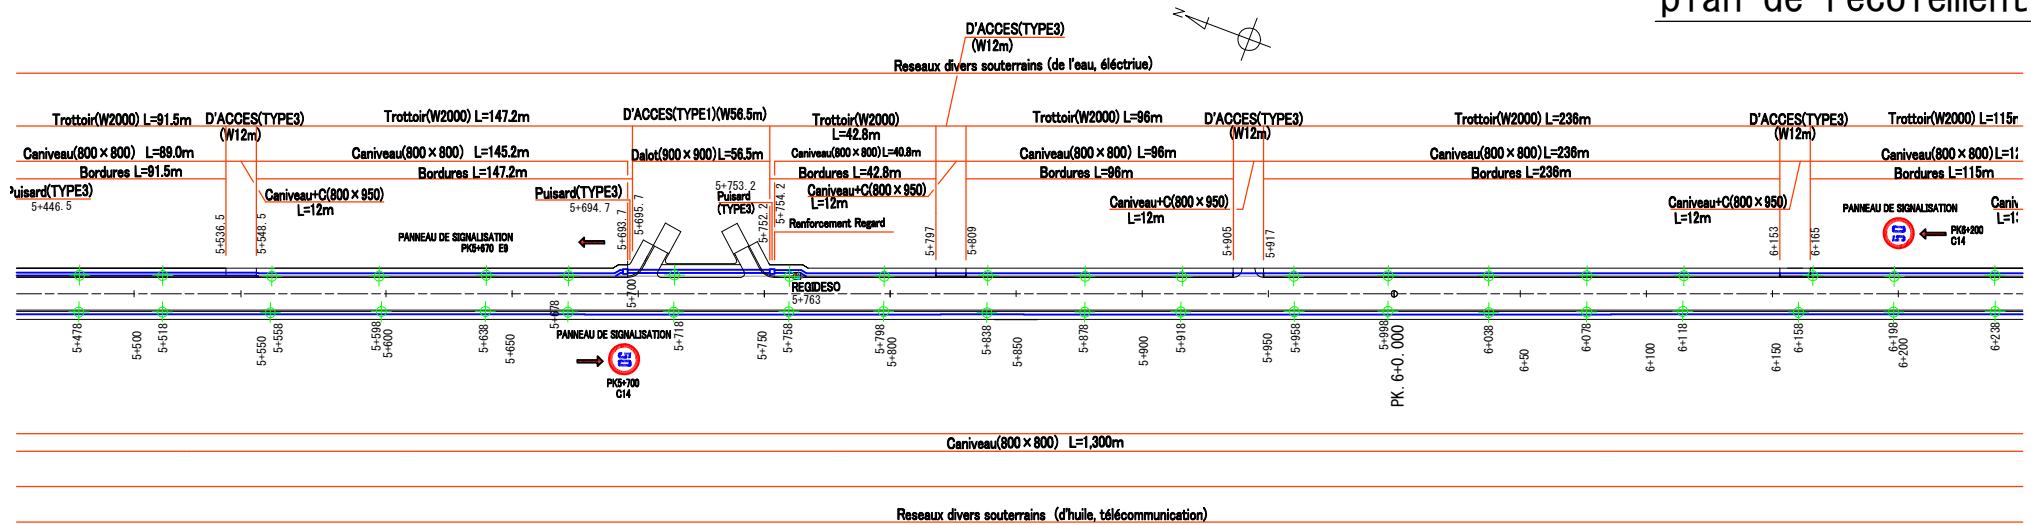 plan de récolement
N
D'ACCES(TYPE3)
(W12m)
Reseaux divers souterrains (de l'eau, éléctriue)
Trottoir(W2000) L=91.5m
D'ACCES(TYPE3)
(W12m)
Trottoir(W2000) L=147.2m
D'ACCES(TYPE1)(W56.5m)
Trottoir(W2000)
L=42.8m
Trottoir(W2000) L=96m
D'ACCES(TYPE3)
(W12m)
Trottoir(W2000) L=236m
D'ACCES(TYPE3)
(W12m)
Trottoir(W2000) L=115m
Caniveau(800×800) L=89.0m
Caniveau(800×800) L=145.2m
Dalot(900×900)L=56.5m
Caniveau(800×800)L=40.8m
Caniveau(800×800)L=96m
Caniveau(800×800)L=236m
Caniveau(800×800)L=1
Bordures L=91.5m
Bordures L=147.2m
Bordures L=42.8m
Bordures L=96m
Bordures L=236m
Bordures L=115m
Puisard(TYPE3)
5+446.5
Caniveau+C(800×950)
L=12m
Puisard(TYPE3)
5+694.7
5+753.2
Puisard
(TYPE3)
Caniveau+C(800×950)
L=12m
Caniveau+C(800×950)
L=12m
Caniveau+C(800×950)
L=12m
Caniv
L=1
5+536.5
5+548.5
5+693.7
5+695.7
5+752.2
5+754.2
Renforcement Regard
5+797
5+809
5+905
5+917
6+153
6+165
PANNEAU DE SIGNALISATION
PK5+670 E9
PANNEAU DE SIGNALISATION
50
PK6+200
C14
REGIDESO
5+763
5+478
5+500
5+518
5+550
5+558
5+598
5+600
5+638
5+650
5+678
5+700
5+718
5+750
5+758
5+798
5+800
5+838
5+850
5+878
5+900
5+918
5+950
5+958
5+998
PK. 6+0.000
6+038
6+50
6+078
6+100
6+118
6+150
6+158
6+198
6+200
6+238
PANNEAU DE SIGNALISATION
50
PK5+700
C14
Caniveau(800×800) L=1,300m
Reseaux divers souterrains (d'huile, télécommunication)